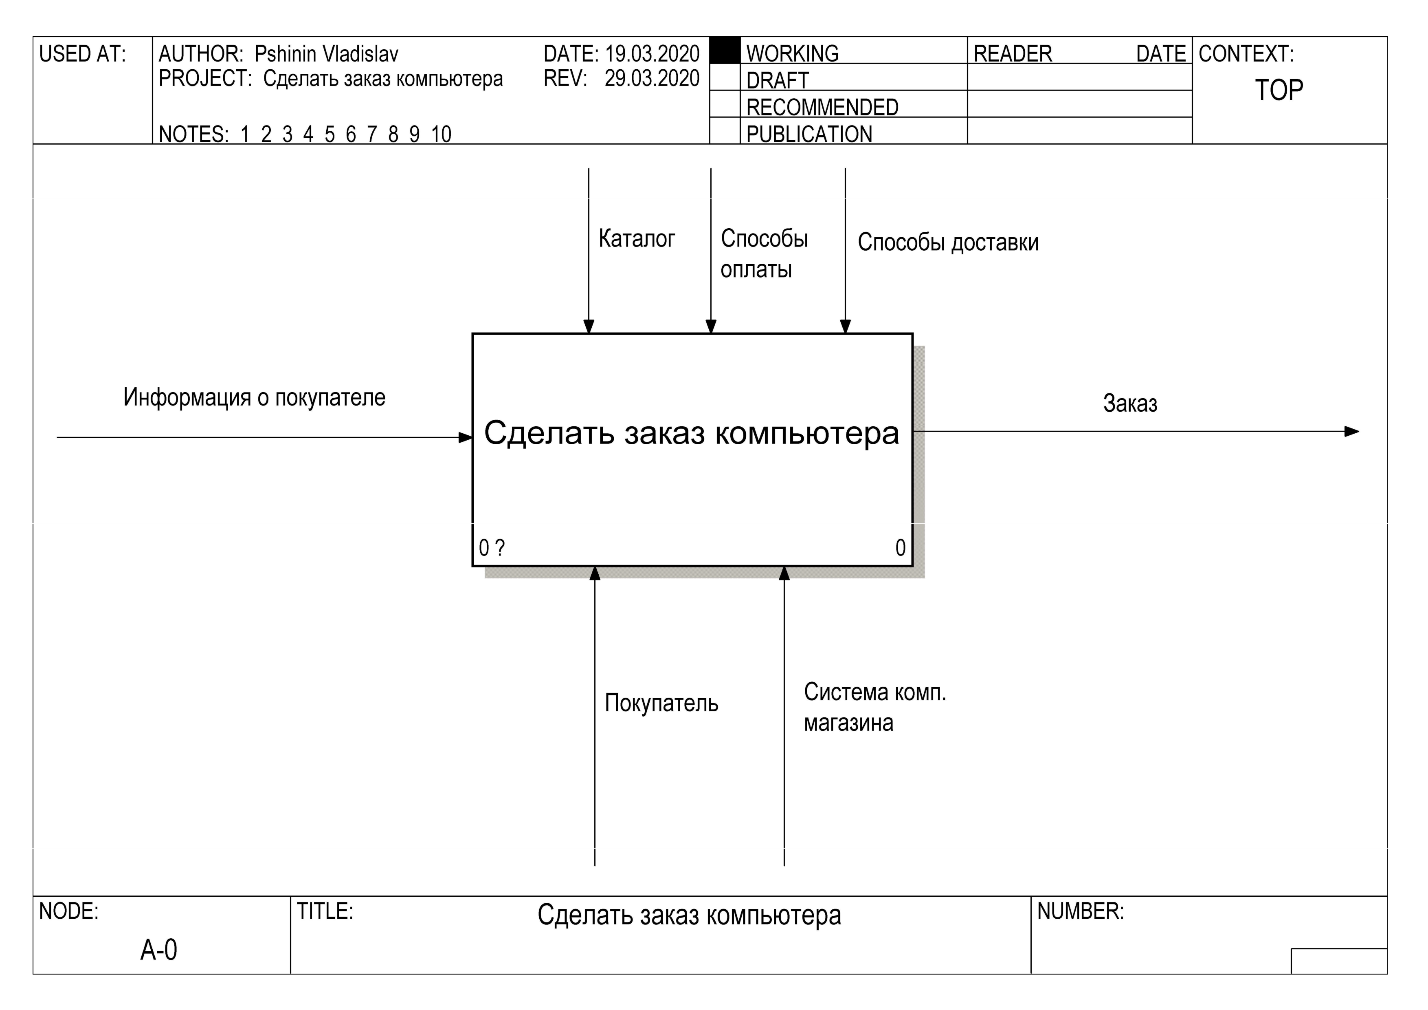 USED AT:
AUTHOR: Pshinin Vladislav
DATE: 19.03.2020
PROJECT: Сделать заказ компьютера
REV: 29.03.2020
NOTES: 1 2 3 4 5 6 7 8 9 10
WORKING
DRAFT
RECOMMENDED
PUBLICATION
READER DATE
CONTEXT:
TOP
Каталог
Способы
оплаты
Способы доставки
Информация о покупателе
Сделать заказ компьютера
Заказ
0 ?
0
Покупатель
Система комп.
магазина
NODE:
A-0
TITLE:
Сделать заказ компьютера
NUMBER: